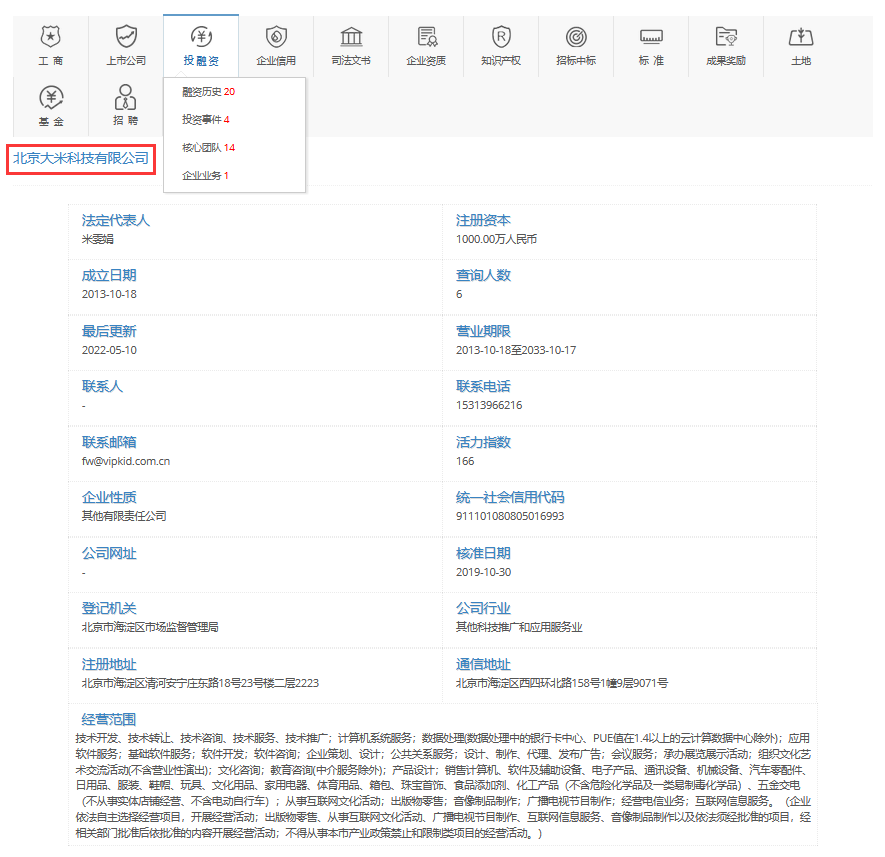 工 商
上市公司
投 融 资
企业信用
司法文书
企业资质
知识产权
招标中标
标 准
成果奖励
土地
基 金
招 聘
融资历史 20
投资事件 4
核心团队 14
企业业务 1
北京大米科技有限公司
法定代表人
米雯娟
注册资本
1000.00万人民币
成立日期
2013-10-18
查询人数
6
最后更新
2022-05-10
营业期限
2013-10-18至2033-10-17
联系人
-
联系电话
15313966216
联系邮箱
fw@vipkid.com.cn
活力指数
166
企业性质
其他有限责任公司
统一社会信用代码
911101080805016993
公司网址
-
核准日期
2019-10-30
登记机关
北京市海淀区市场监督管理局
公司行业
其他科技推广和应用服务业
注册地址
北京市海淀区清河安宁庄东路18号23号楼二层2223
通信地址
北京市海淀区西四环北路158号1幢9层9071号
经营范围
技术开发、技术转让、技术咨询、技术服务、技术推广；计算机系统服务；数据处理(数据处理中的银行卡中心、PUE值在1.4以上的云计算数据中心除外)；应用
软件服务；基础软件服务；软件开发；软件咨询；企业策划、设计；公共关系服务；设计、制作、代理、发布广告；会议服务；承办展览展示活动；组织文化艺
术交流活动(不含营业性演出)；文化咨询；教育咨询(中介服务除外)；产品设计；销售计算机、软件及辅助设备、电子产品、通讯设备、机械设备、汽车零配件、
日用品、服装、鞋帽、玩具、文化用品、家用电器、体育用品、箱包、珠宝首饰、食品添加剂、化工产品（不含危险化学品及一类易制毒化学品）、五金交电
（不从事实体店铺经营、不含电动自行车）；从事互联网文化活动；出版物零售；音像制品制作；广播电视节目制作；经营电信业务；互联网信息服务。（企业
依法自主选择经营项目，开展经营活动；出版物零售、从事互联网文化活动、广播电视节目制作、互联网信息服务、音像制品制作以及依法须经批准的项目，经
相关部门批准后依批准的内容开展经营活动；不得从事本市产业政策禁止和限制类项目的经营活动。）